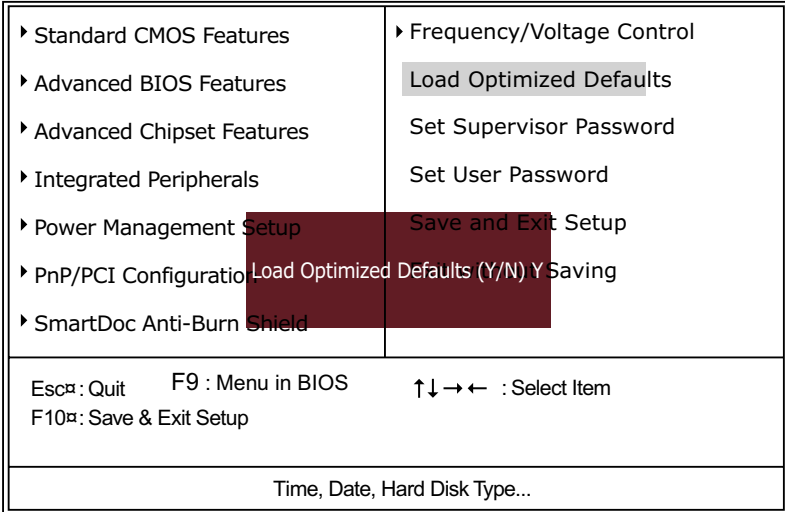 Standard CMOS Features
Advanced BIOS Features
Advanced Chipset Features
Integrated Peripherals
Power Management Setup
PnP/PCI Configuration
SmartDoc Anti-Burn Shield
Frequency/Voltage Control
Load Optimized Defaults
Set Supervisor Password
Set User Password
Save and Exit Setup
Exit without Saving
Load Optimized Defaults (Y/N) Y
Esc¤: Quit F9 : Menu in BIOS ↑↓→← : Select Item
F10¤: Save & Exit Setup
Time, Date, Hard Disk Type...